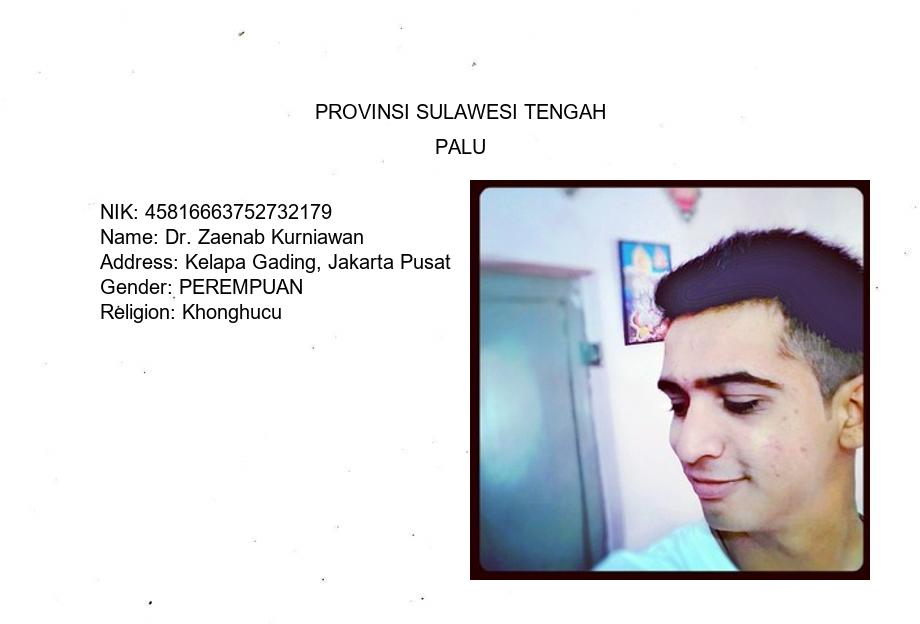 PROVINSI SULAWESI TENGAH
PALU
NIK: 45816663752732179
Name: Dr. Zaenab Kurniawan
Address: Kelapa Gading, Jakarta Pusat
Gender: PEREMPUAN
Religion: Khonghucu